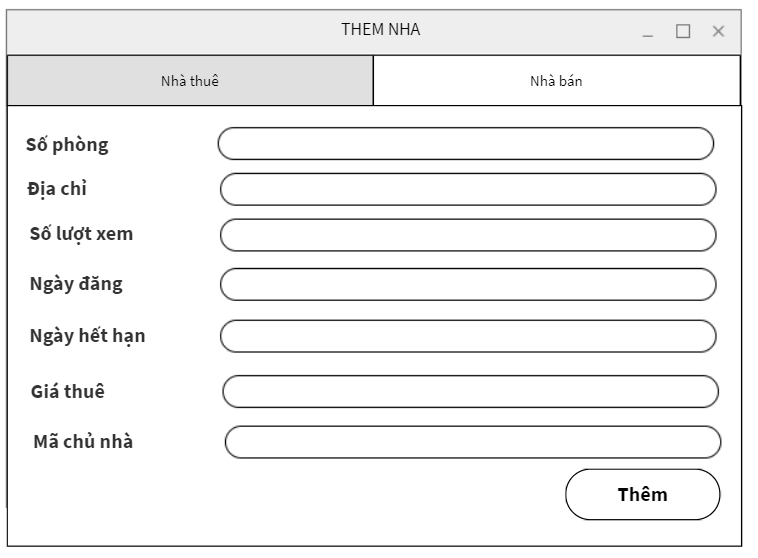 THEM NHA
Nhà thuê
Nhà bán
Số phòng
Địa chỉ
Số lượt xem
Ngày đăng
Ngày hết hạn
Giá thuê
Mã chủ nhà
Thêm